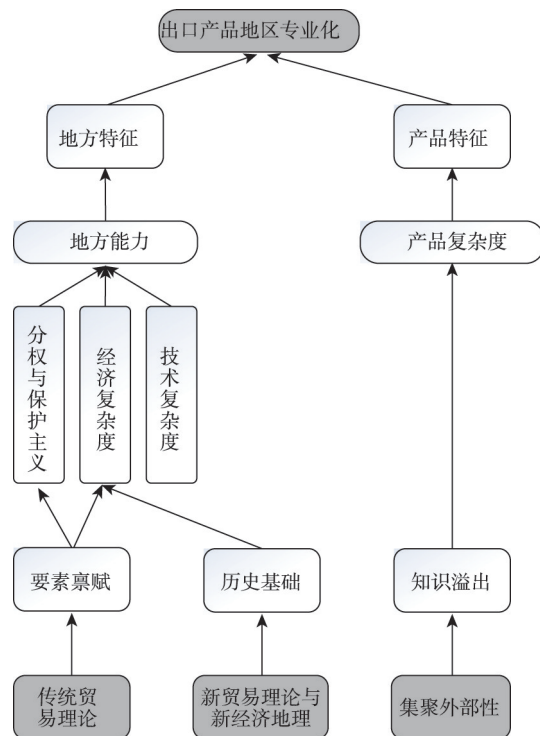 出口产品地区专业化
地方特征
产品特征
地方能力
产品复杂度
分权与保护主义
经济复杂度
技术复杂度
要素禀赋
历史基础
知识溢出
传统贸
易理论
新贸易理论与
新经济地理
集聚外部性